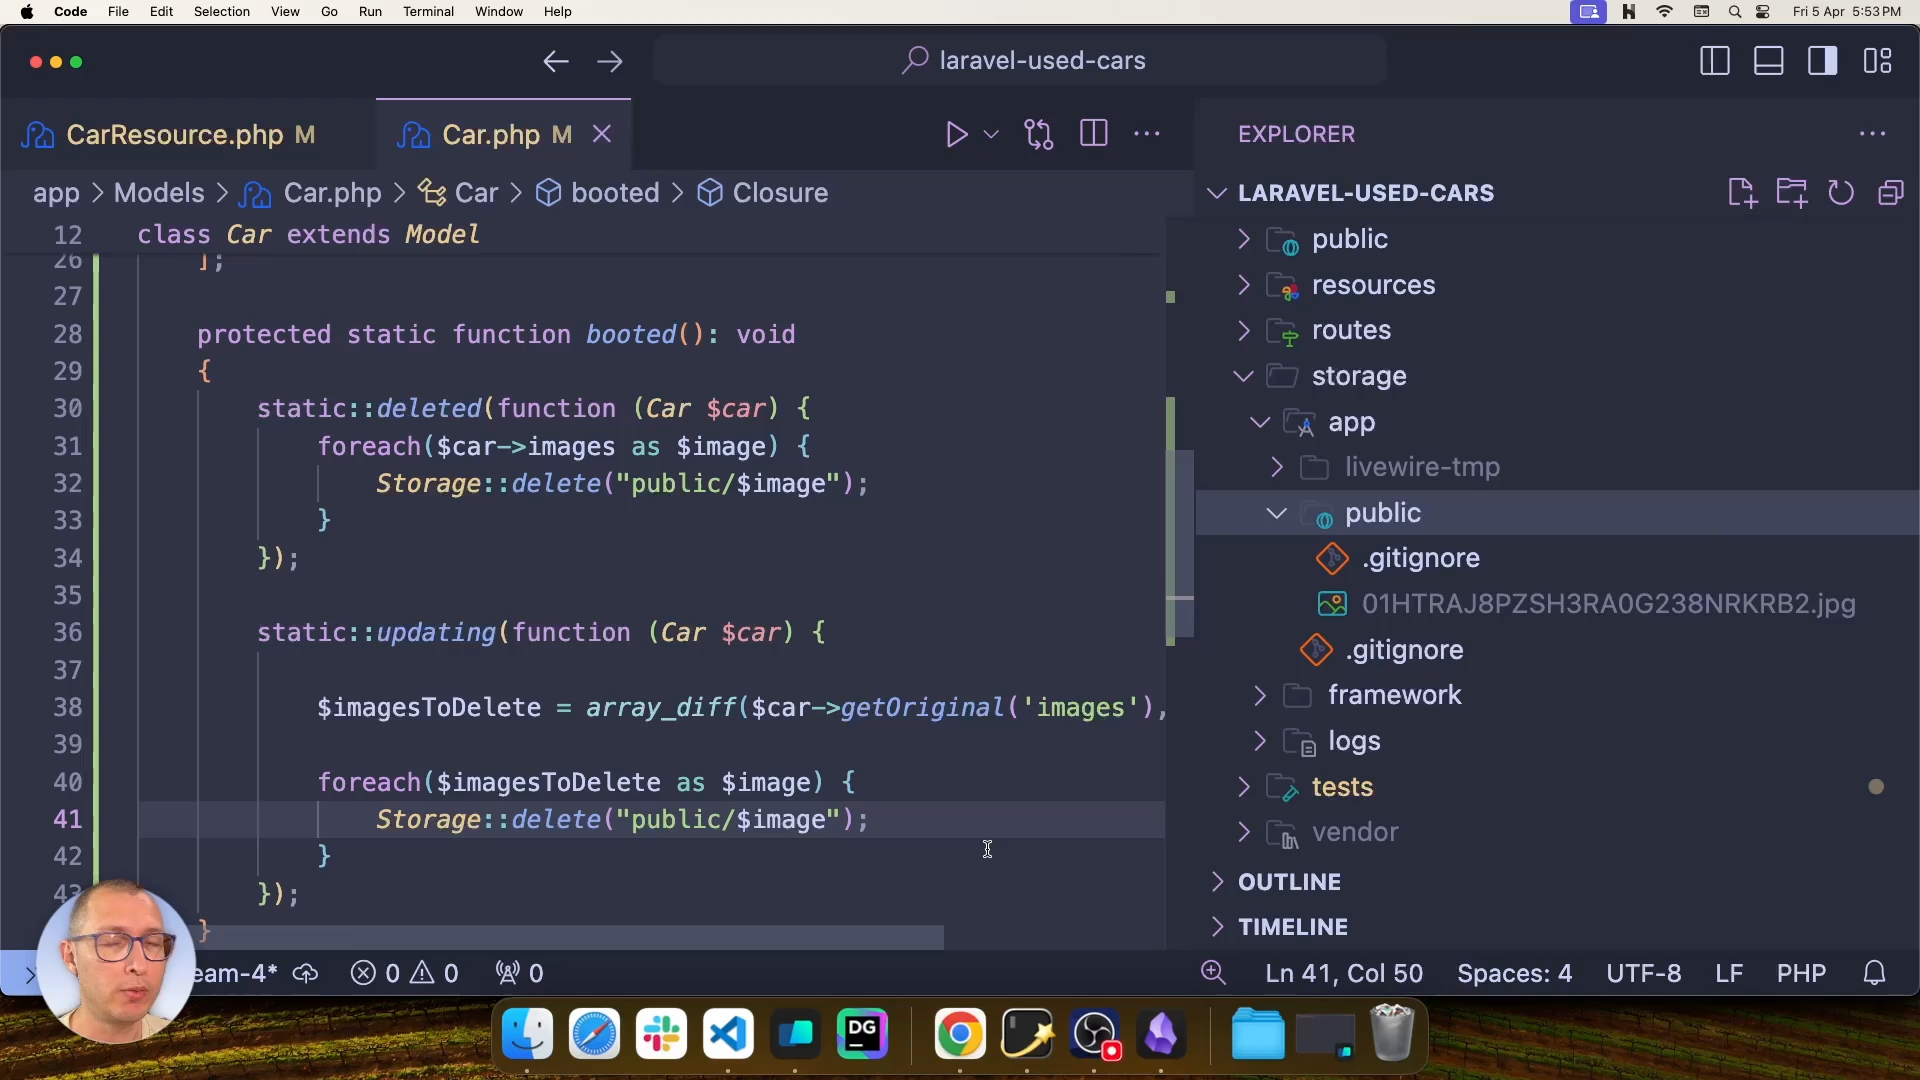 Code File Edit Selection View Go Run Terminal Window Help
Fri 5 Apr 5:53 PM
laravel-used-cars
CarResource.php M
Car.php M
app > Models > Car.php > Car > booted > Closure
12 class Car extends Model
26 ];
27
28 protected static function booted(): void
29 {
30 static::deleted(function (Car $car) {
31 foreach($car->images as $image) {
32 Storage::delete("public/$image");
33 }
34 });
35
36 static::updating(function (Car $car) {
37
38 $imagesToDelete = array_diff($car->getOriginal('images'),
39
40 foreach($imagesToDelete as $image) {
41 Storage::delete("public/$image");
42 }
43 });
}
EXPLORER
LARAVEL-USED-CARS
public
resources
routes
storage
app
livewire-tmp
public
.gitignore
01HTRAJ8PZSH3RA0G238NRKRB2.jpg
.gitignore
framework
logs
tests
vendor
OUTLINE
TIMELINE
eam-4* 0 0 0
Ln 41, Col 50 Spaces: 4 UTF-8 LF PHP
DG